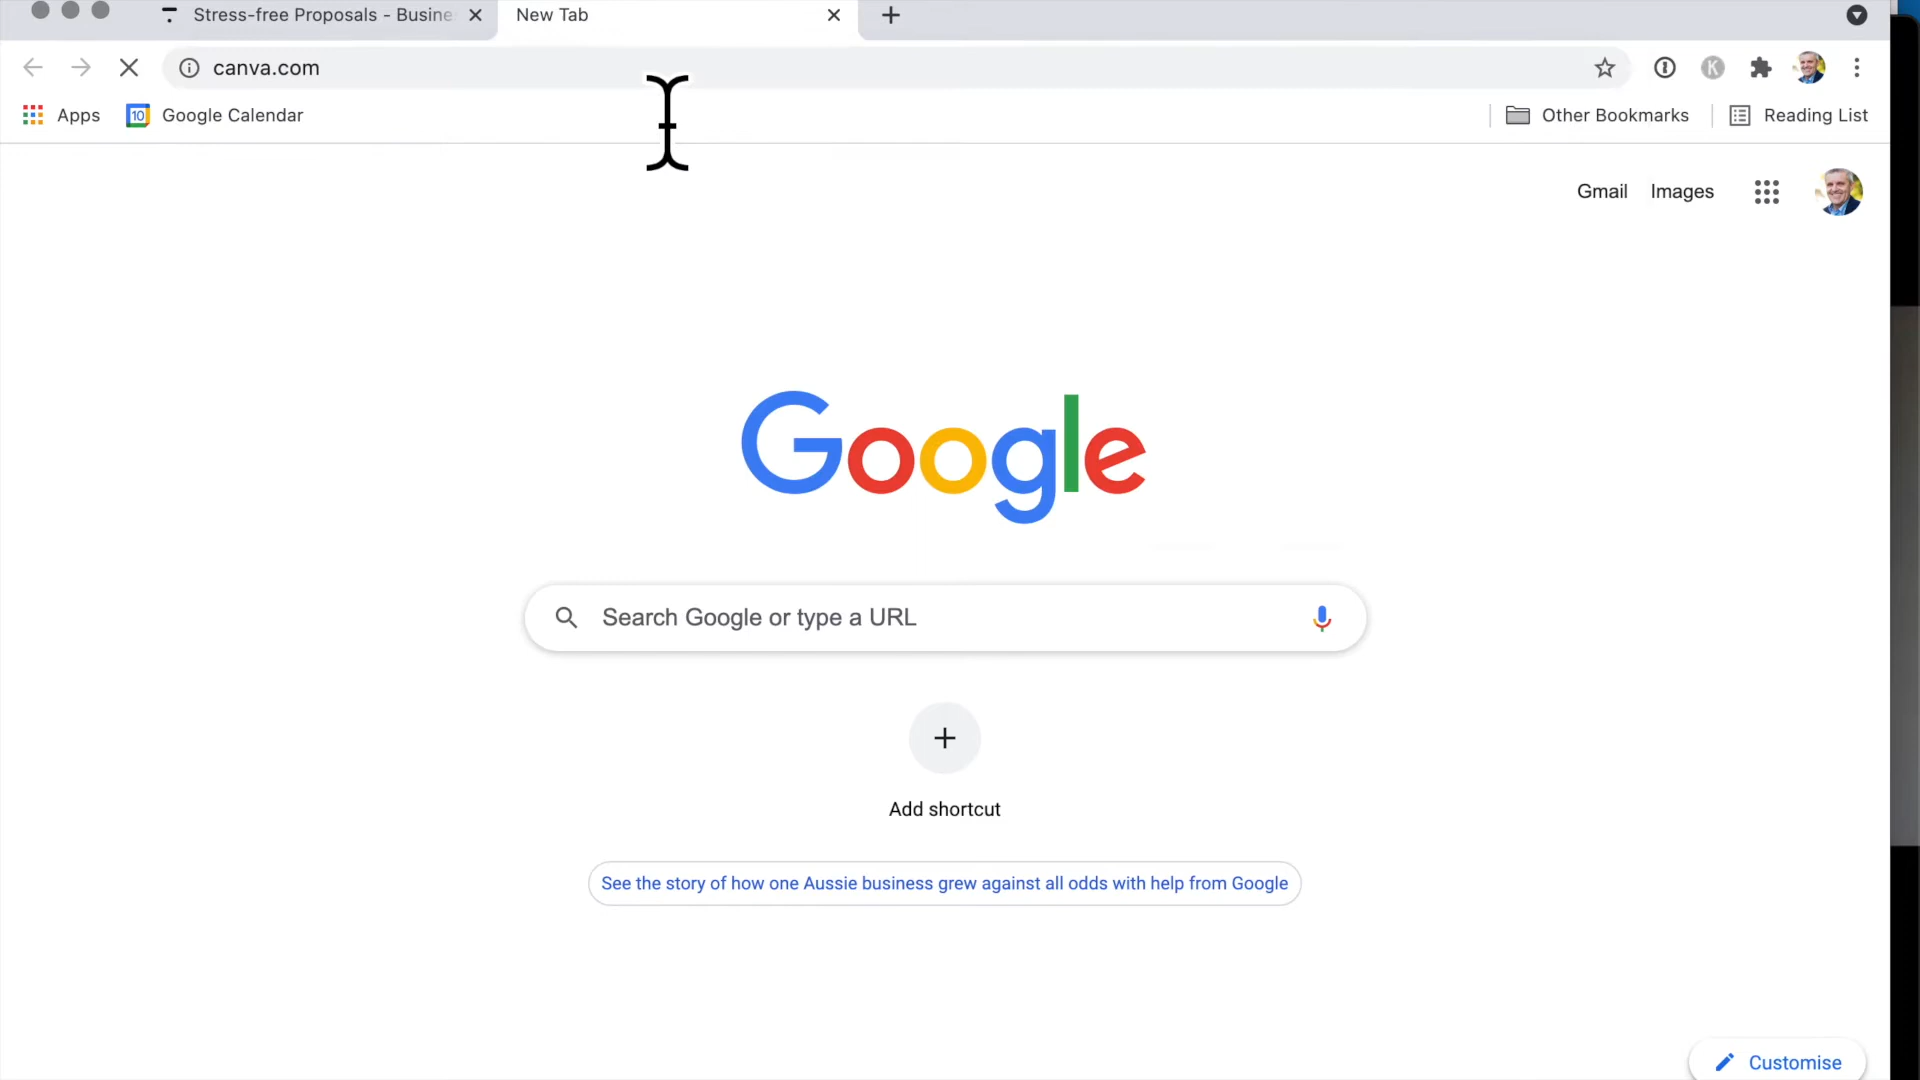 Stress-free Proposals - Busine
New Tab
canva.com
K
Apps
10
Google Calendar
Other Bookmarks
Reading List
Gmail
Images
Google
Search Google or type a URL
Add shortcut
See the story of how one Aussie business grew against all odds with help from Google
Customise